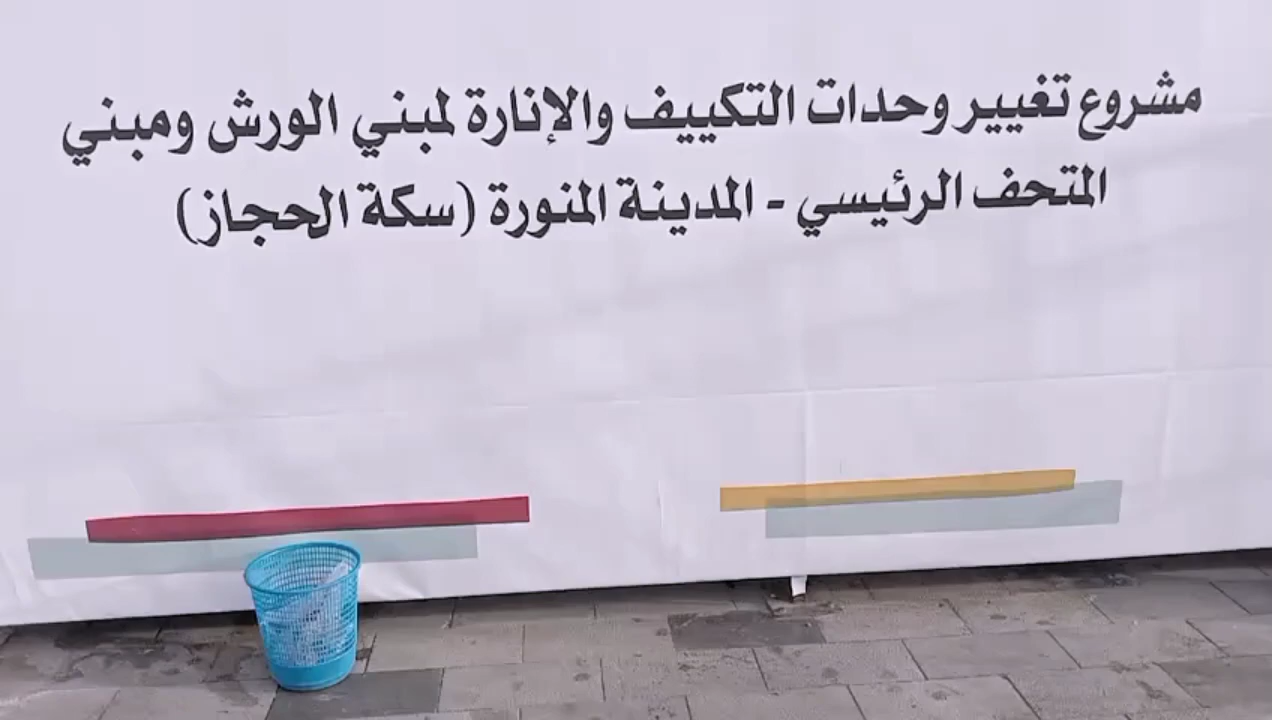 مشروع تغيير وحدات التكييف والإنارة لمبني الورش ومبني
المتحف الرئيسي - المدينة المنورة (سكة الحجاز)